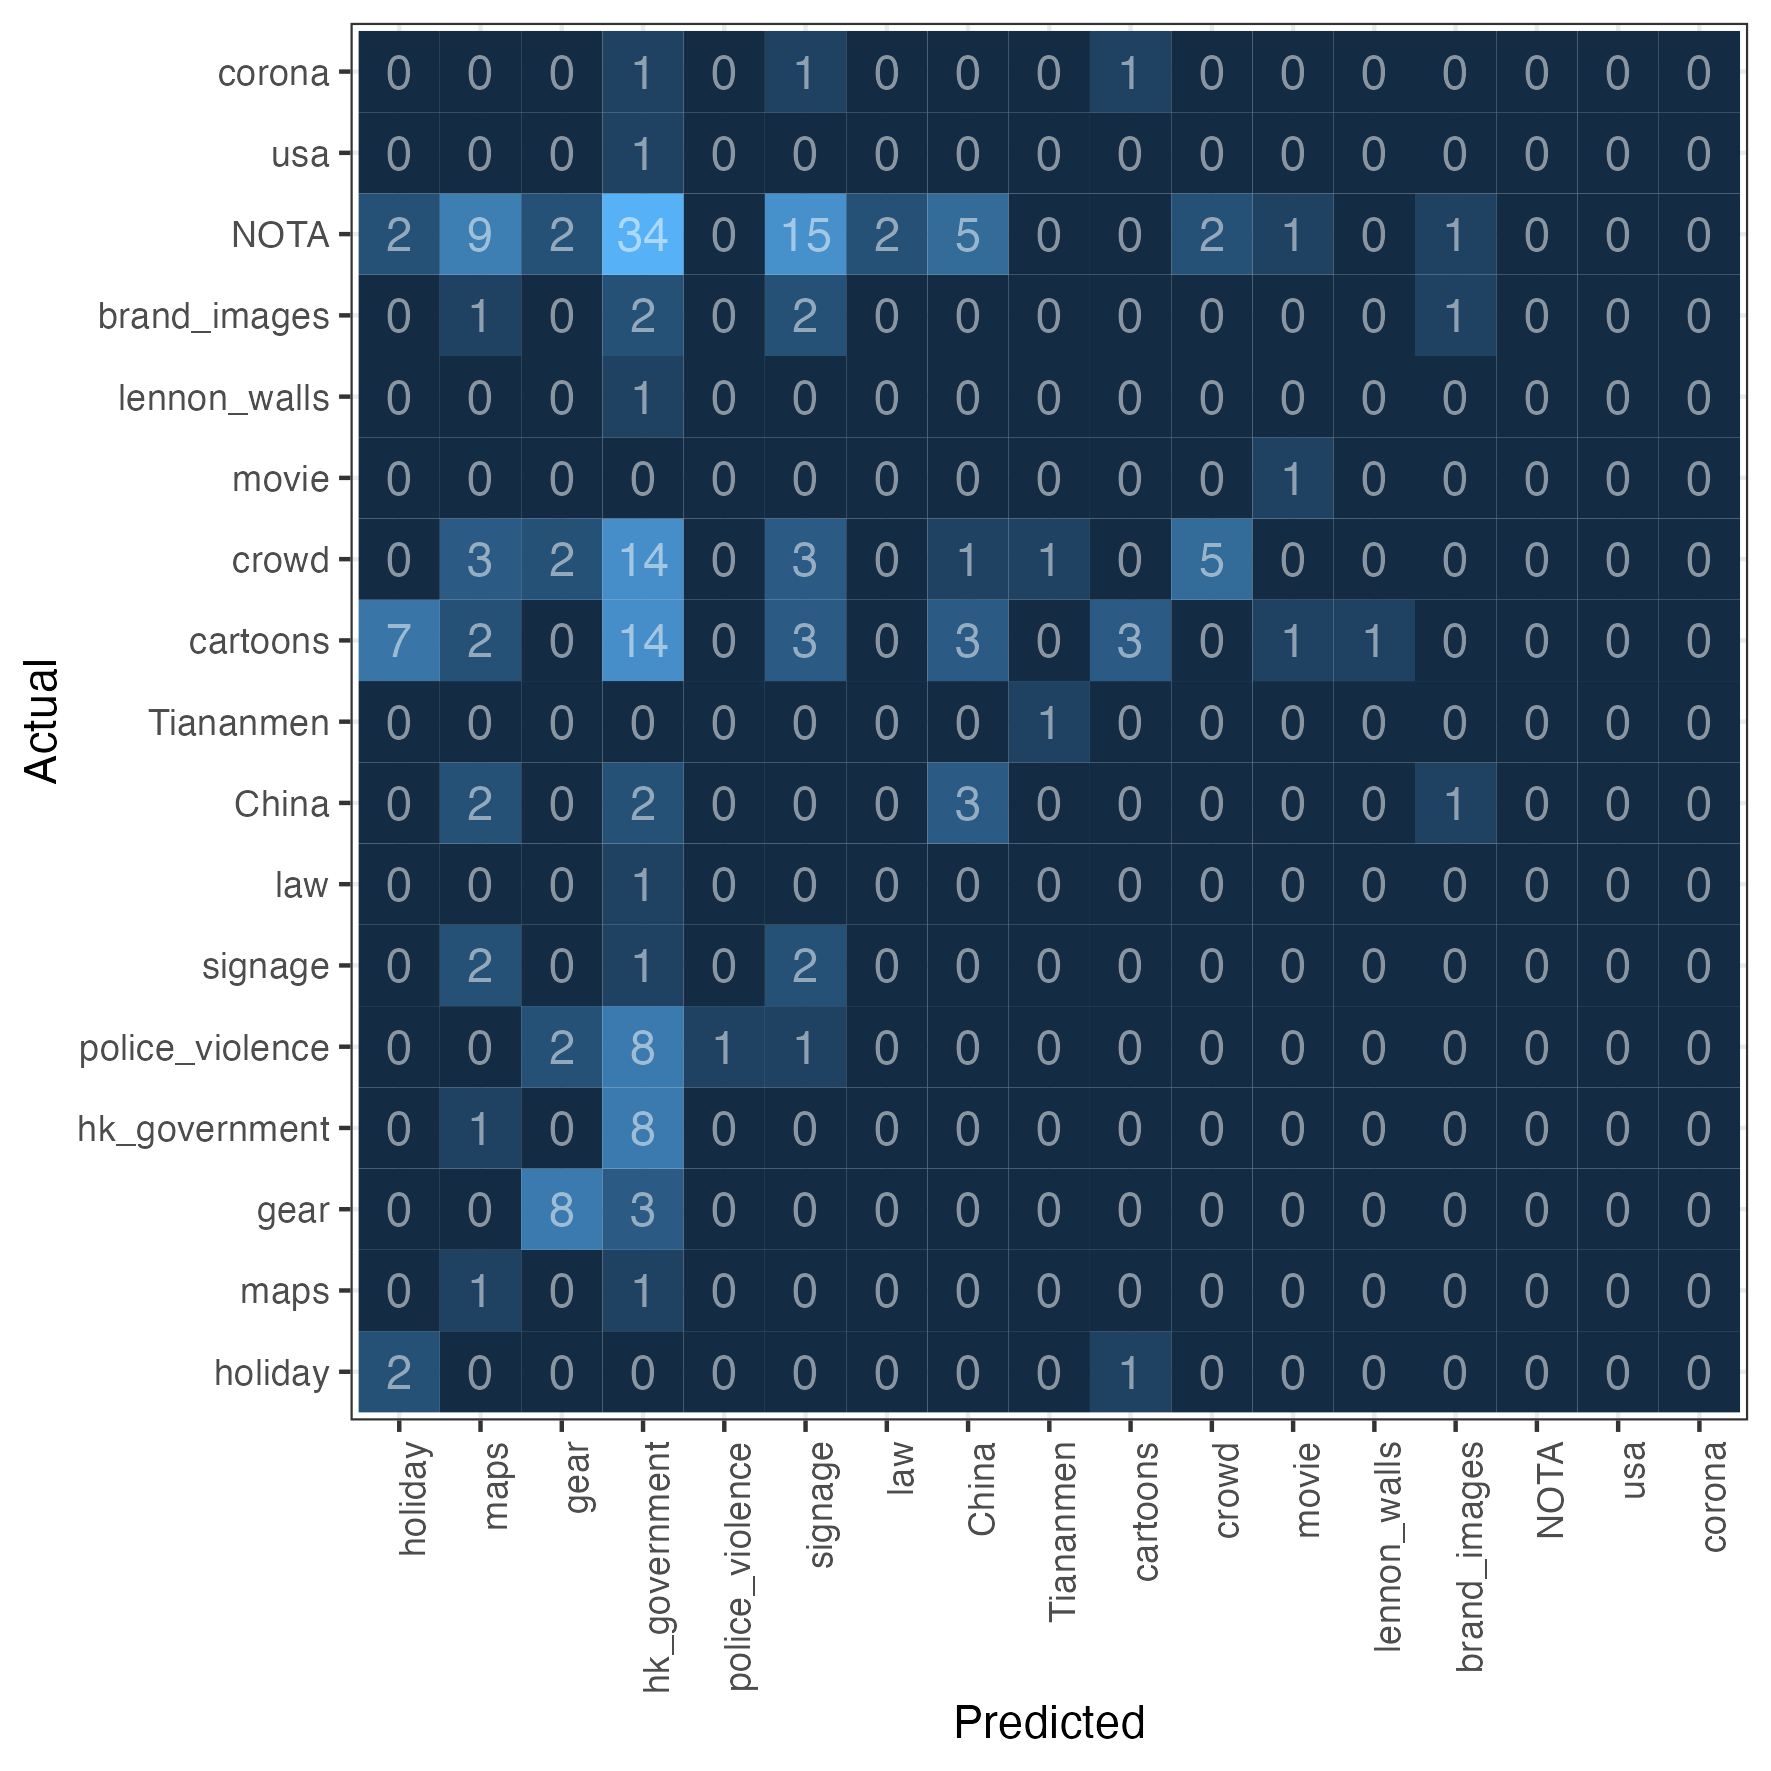 corona 0 0 0 1 0 1 0 0 0 1 0 0 0 0 0 0 0
usa 0 0 0 1 0 0 0 0 0 0 0 0 0 0 0 0 0
NOTA 2 9 2 34 0 15 2 5 0 0 2 1 0 1 0 0 0
brand_images 0 1 0 2 0 2 0 0 0 0 0 0 0 1 0 0 0
lennon_walls 0 0 0 1 0 0 0 0 0 0 0 0 0 0 0 0 0
movie 0 0 0 0 0 0 0 0 0 0 0 1 0 0 0 0 0
crowd 0 3 2 14 0 3 0 1 1 0 5 0 0 0 0 0 0
cartoons 7 2 0 14 0 3 0 3 0 3 0 1 1 0 0 0 0
Tiananmen 0 0 0 0 0 0 0 0 1 0 0 0 0 0 0 0 0
China 0 2 0 2 0 0 0 3 0 0 0 0 0 1 0 0 0
law 0 0 0 1 0 0 0 0 0 0 0 0 0 0 0 0 0
signage 0 2 0 1 0 2 0 0 0 0 0 0 0 0 0 0 0
police_violence 0 0 2 8 1 1 0 0 0 0 0 0 0 0 0 0 0
hk_government 0 1 0 8 0 0 0 0 0 0 0 0 0 0 0 0 0
gear 0 0 8 3 0 0 0 0 0 0 0 0 0 0 0 0 0
maps 0 1 0 1 0 0 0 0 0 0 0 0 0 0 0 0 0
holiday 2 0 0 0 0 0 0 0 0 1 0 0 0 0 0 0 0
Actual
holiday
maps
gear
hk_government
police_violence
signage
law
China
Tiananmen
cartoons
crowd
movie
lennon_walls
brand_images
NOTA
usa
corona
Predicted